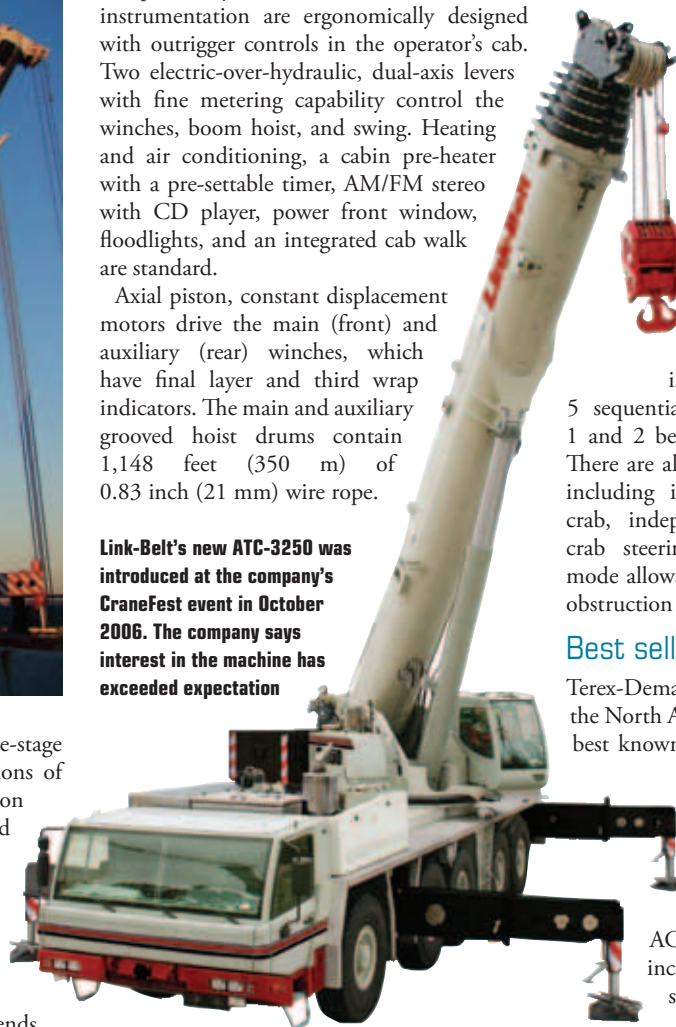 instrumentation are ergonomically designed
with outrigger controls in the operator's cab.
Two electric-over-hydraulic, dual-axis levers
with fine metering capability control the
winches, boom hoist, and swing. Heating
and air conditioning, a cabin pre-heater
with a pre-settable timer, AM/FM stereo
with CD player, power front window,
floodlights, and an integrated cab walk
are standard.
Axial piston, constant displacement
motors drive the main (front) and
auxiliary (rear) winches, which
have final layer and third wrap
indicators. The main and auxiliary
grooved hoist drums contain
1,148 feet (350 m) of
0.83 inch (21 mm) wire rope.
Link-Belt's new ATC-3250 was
introduced at the company's
CraneFest event in October
2006. The company says
interest in the machine has
exceeded expectation
e-stage
ons of
on
d
ends
Link-Belt
i
5 sequentia
1 and 2 be
There are al
including i
crab, indep
crab steerin
mode allow
obstruction
Best sell
Terex-Dema
the North A
best known
AC
inc
s